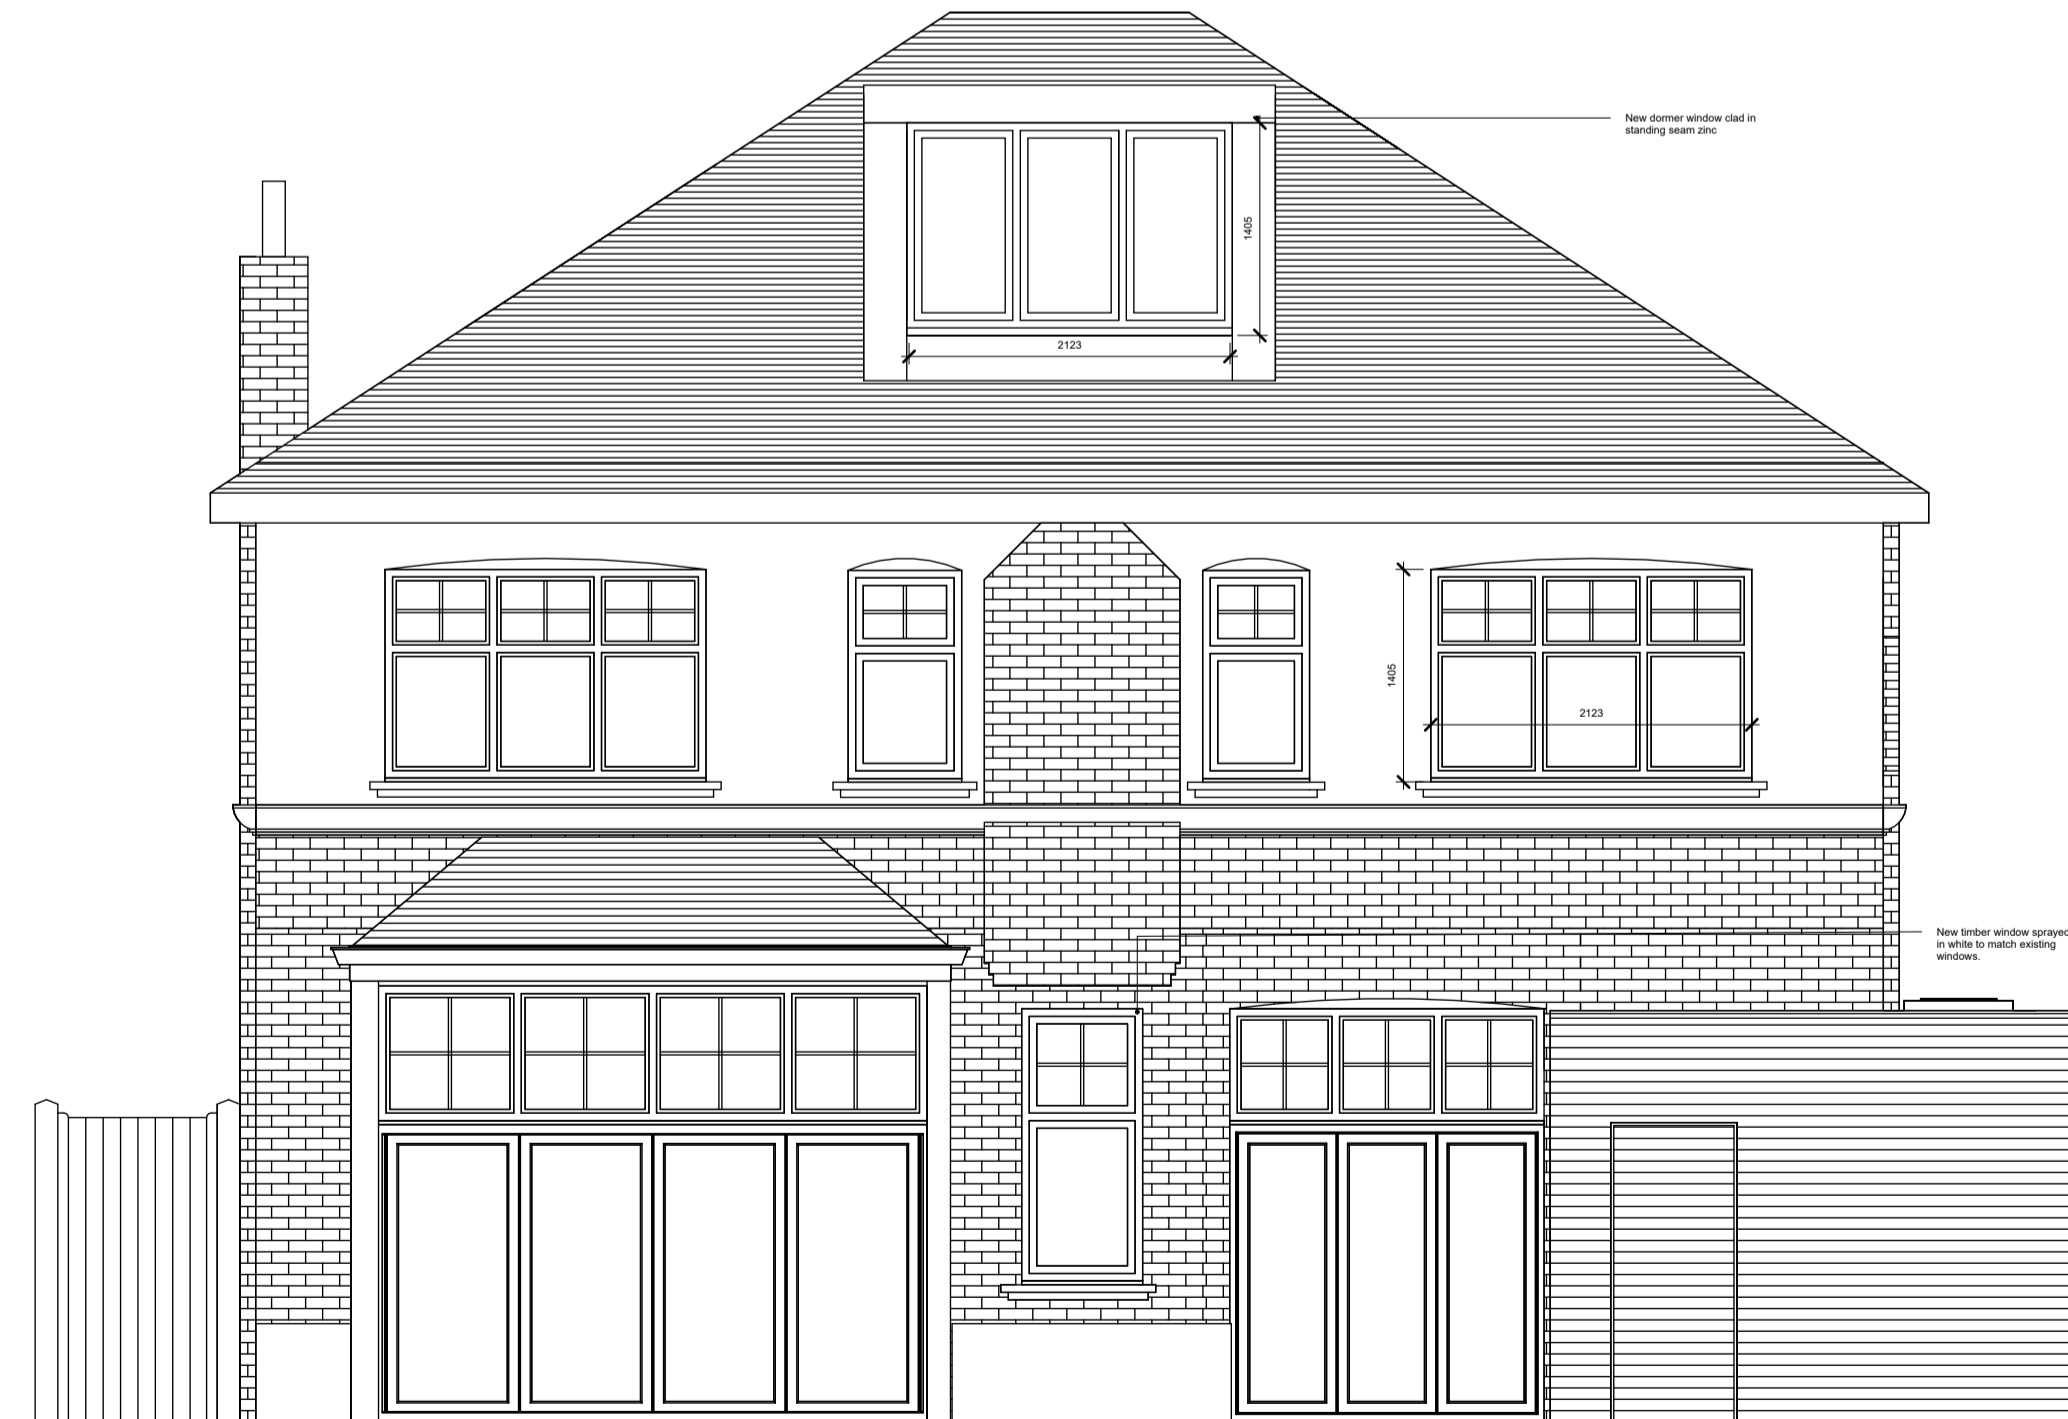 New dormer window clad in
standing seam zinc
1405
2123
1405
2123
New timber window sprayed
in white to match existing
windows.